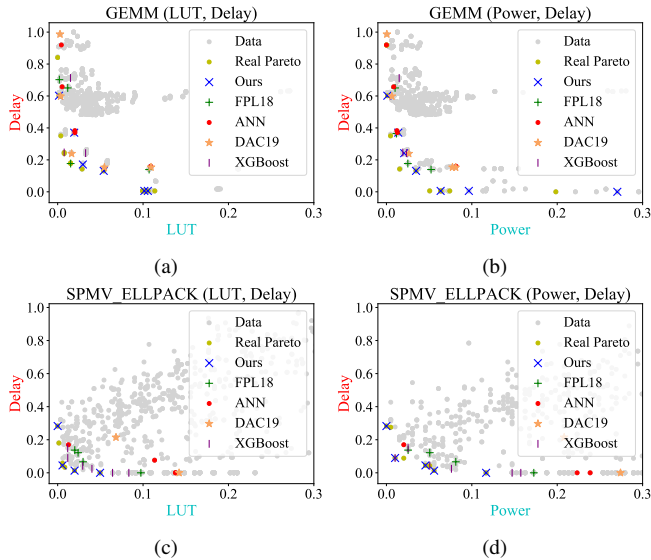 GEMM (LUT, Delay)
1.0
0.8
0.6
0.4
0.2
0.0
Delay
Data
Real Pareto
Ours
FPL18
ANN
DAC19
XGBoost
0.0 0.1 0.2 0.3
LUT
(a)
GEMM (Power, Delay)
1.0
0.8
0.6
0.4
0.2
0.0
Delay
Data
Real Pareto
Ours
FPL18
ANN
DAC19
XGBoost
0.0 0.1 0.2 0.3
Power
(b)
SPMV_ELLPACK (LUT, Delay)
1.0
0.8
0.6
0.4
0.2
0.0
Delay
Data
Real Pareto
Ours
FPL18
ANN
DAC19
XGBoost
0.0 0.1 0.2 0.3
LUT
(c)
SPMV_ELLPACK (Power, Delay)
1.0
0.8
0.6
0.4
0.2
0.0
Delay
Data
Real Pareto
Ours
FPL18
ANN
DAC19
XGBoost
0.0 0.1 0.2 0.3
Power
(d)